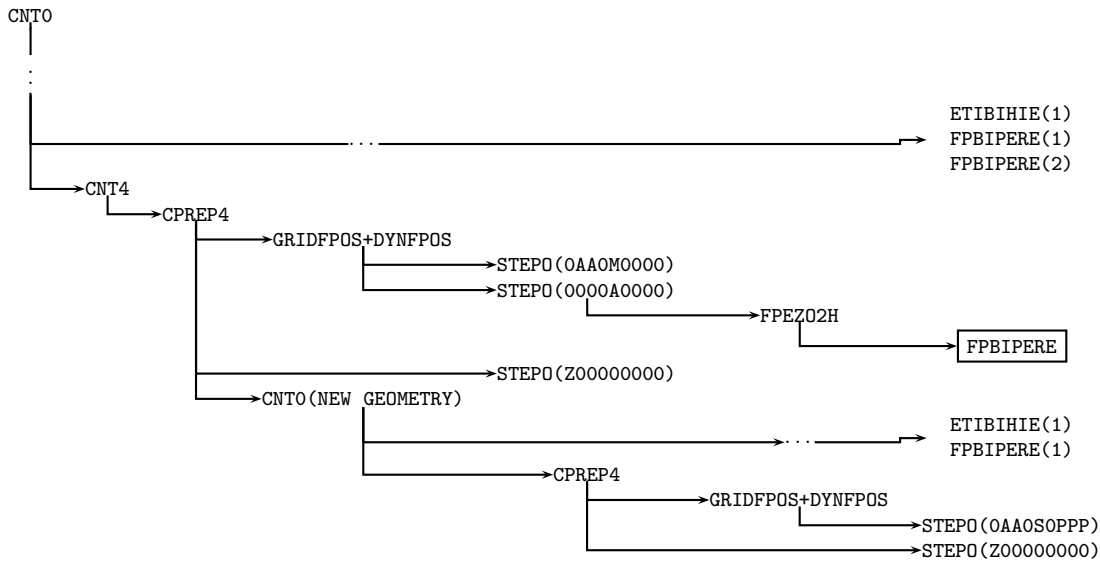 CNT0
⋮
ETIBIHIE(1)
...
FPBIPERE(1)
FPBIPERE(2)
CNT4
CPREP4
GRIDFPOS+DYNFPOS
STEPO(0AA0M0000)
STEPO(0000A0000)
FPEZO2H
FPBIPERE
STEPO(Z00000000)
CNT0(NEW GEOMETRY)
ETIBIHIE(1)
...
FPBIPERE(1)
CPREP4
GRIDFPOS+DYNFPOS
STEPO(0AA0S0PPP)
STEPO(Z00000000)